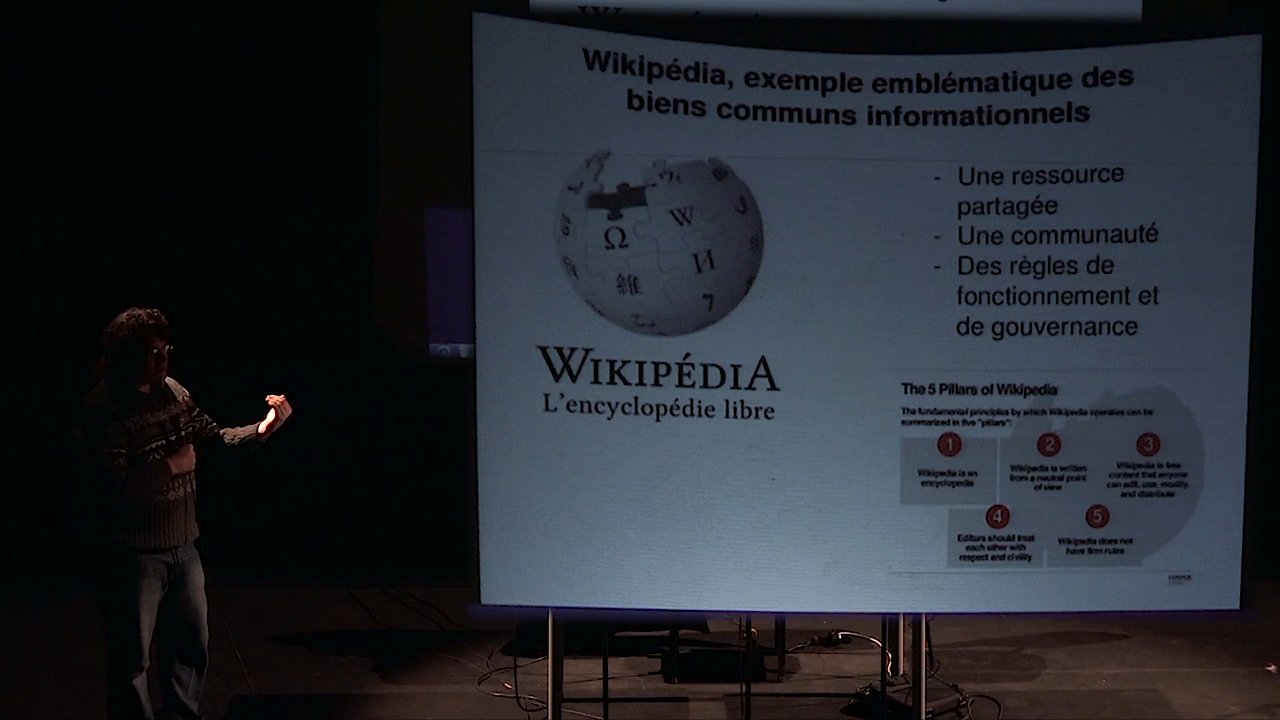 Wikipédia, exemple emblématique des
biens communs informationnels
Ω
W
И
維
WIKIPÉDIA
L'encyclopédie libre
- Une ressource
partagée
- Une communauté
- Des règles de
fonctionnement et
de gouvernance
The 5 Pillars of Wikipedia
The fundamental principles by which Wikipedia operates can be
summarized in five "pillars":
1
Wikipedia is an
encyclopedia
2
Wikipedia is written
from a neutral point
of view
3
Wikipedia is free
content that anyone
can edit, use, modify,
and distribute
4
Editors should treat
each other with
respect and civility
5
Wikipedia does not
have firm rules